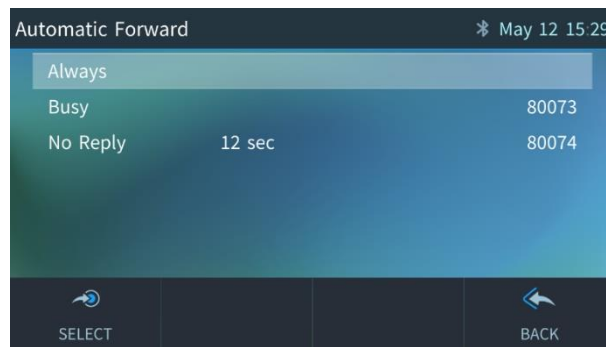 Automatic Forward May 12 15:29
Always
Busy 80073
No Reply 12 sec 80074
SELECT BACK